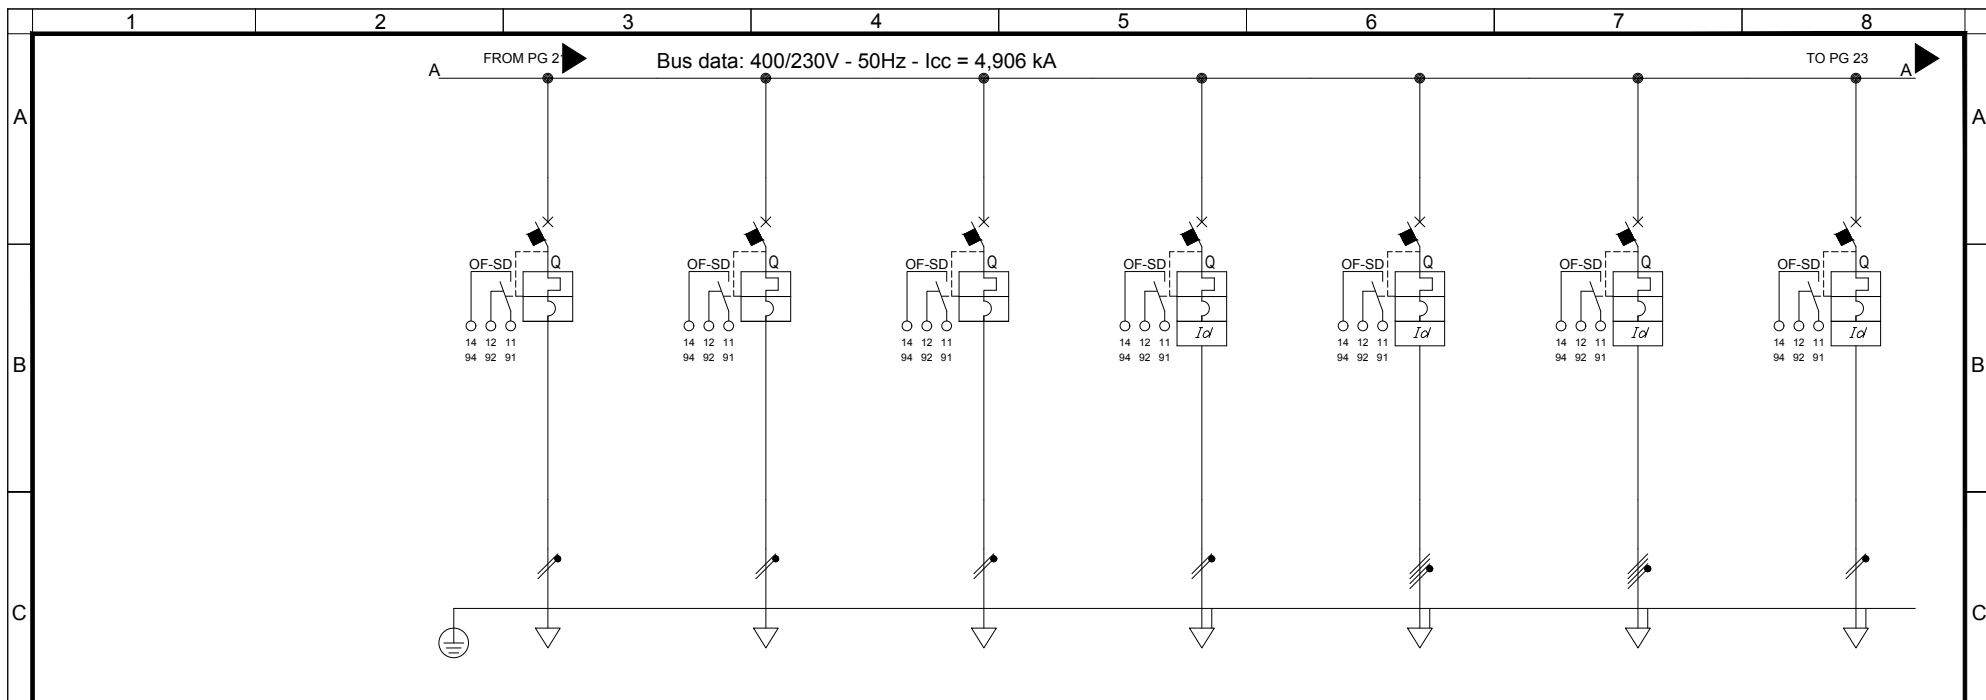 1 2 3 4 5 6 7 8
FROM PG 21 Bus data: 400/230V - 50Hz - Icc = 4,906 kA TO PG 23
A A
A A
OF-SD Q OF-SD Q OF-SD Q OF-SD Q OF-SD Q OF-SD Q OF-SD Q
Id Id Id Id
14 12 11 14 12 11 14 12 11 14 12 11 14 12 11 14 12 11 14 12 11
94 92 91 94 92 91 94 92 91 94 92 91 94 92 91 94 92 91 94 92 91
B B
C C